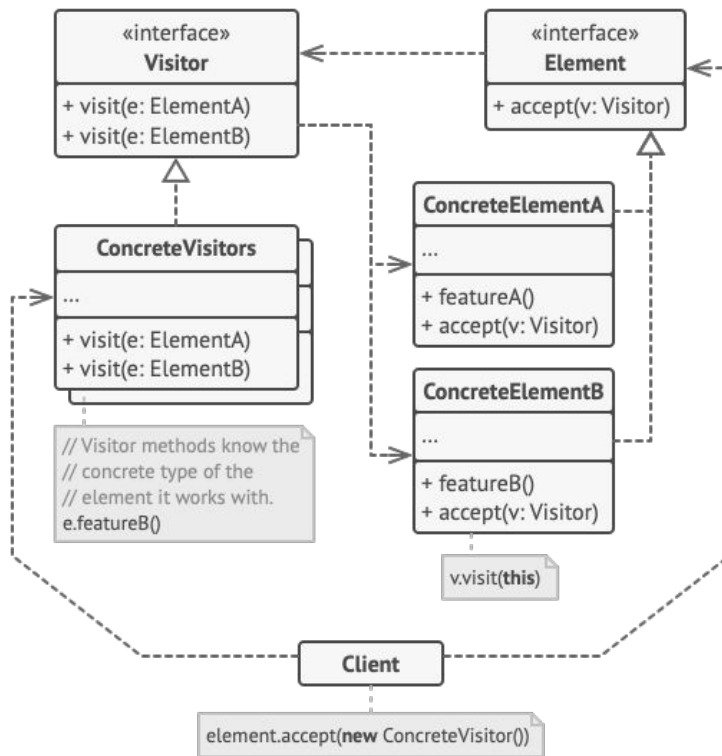 «interface»
Visitor
+ visit(e: ElementA)
+ visit(e: ElementB)
«interface»
Element
+ accept(v: Visitor)
ConcreteVisitors
...
+ visit(e: ElementA)
+ visit(e: ElementB)
// Visitor methods know the
// concrete type of the
// element it works with.
e.featureB()
ConcreteElementA
...
+ featureA()
+ accept(v: Visitor)
ConcreteElementB
...
+ featureB()
+ accept(v: Visitor)
v.visit(this)
Client
element.accept(new ConcreteVisitor())